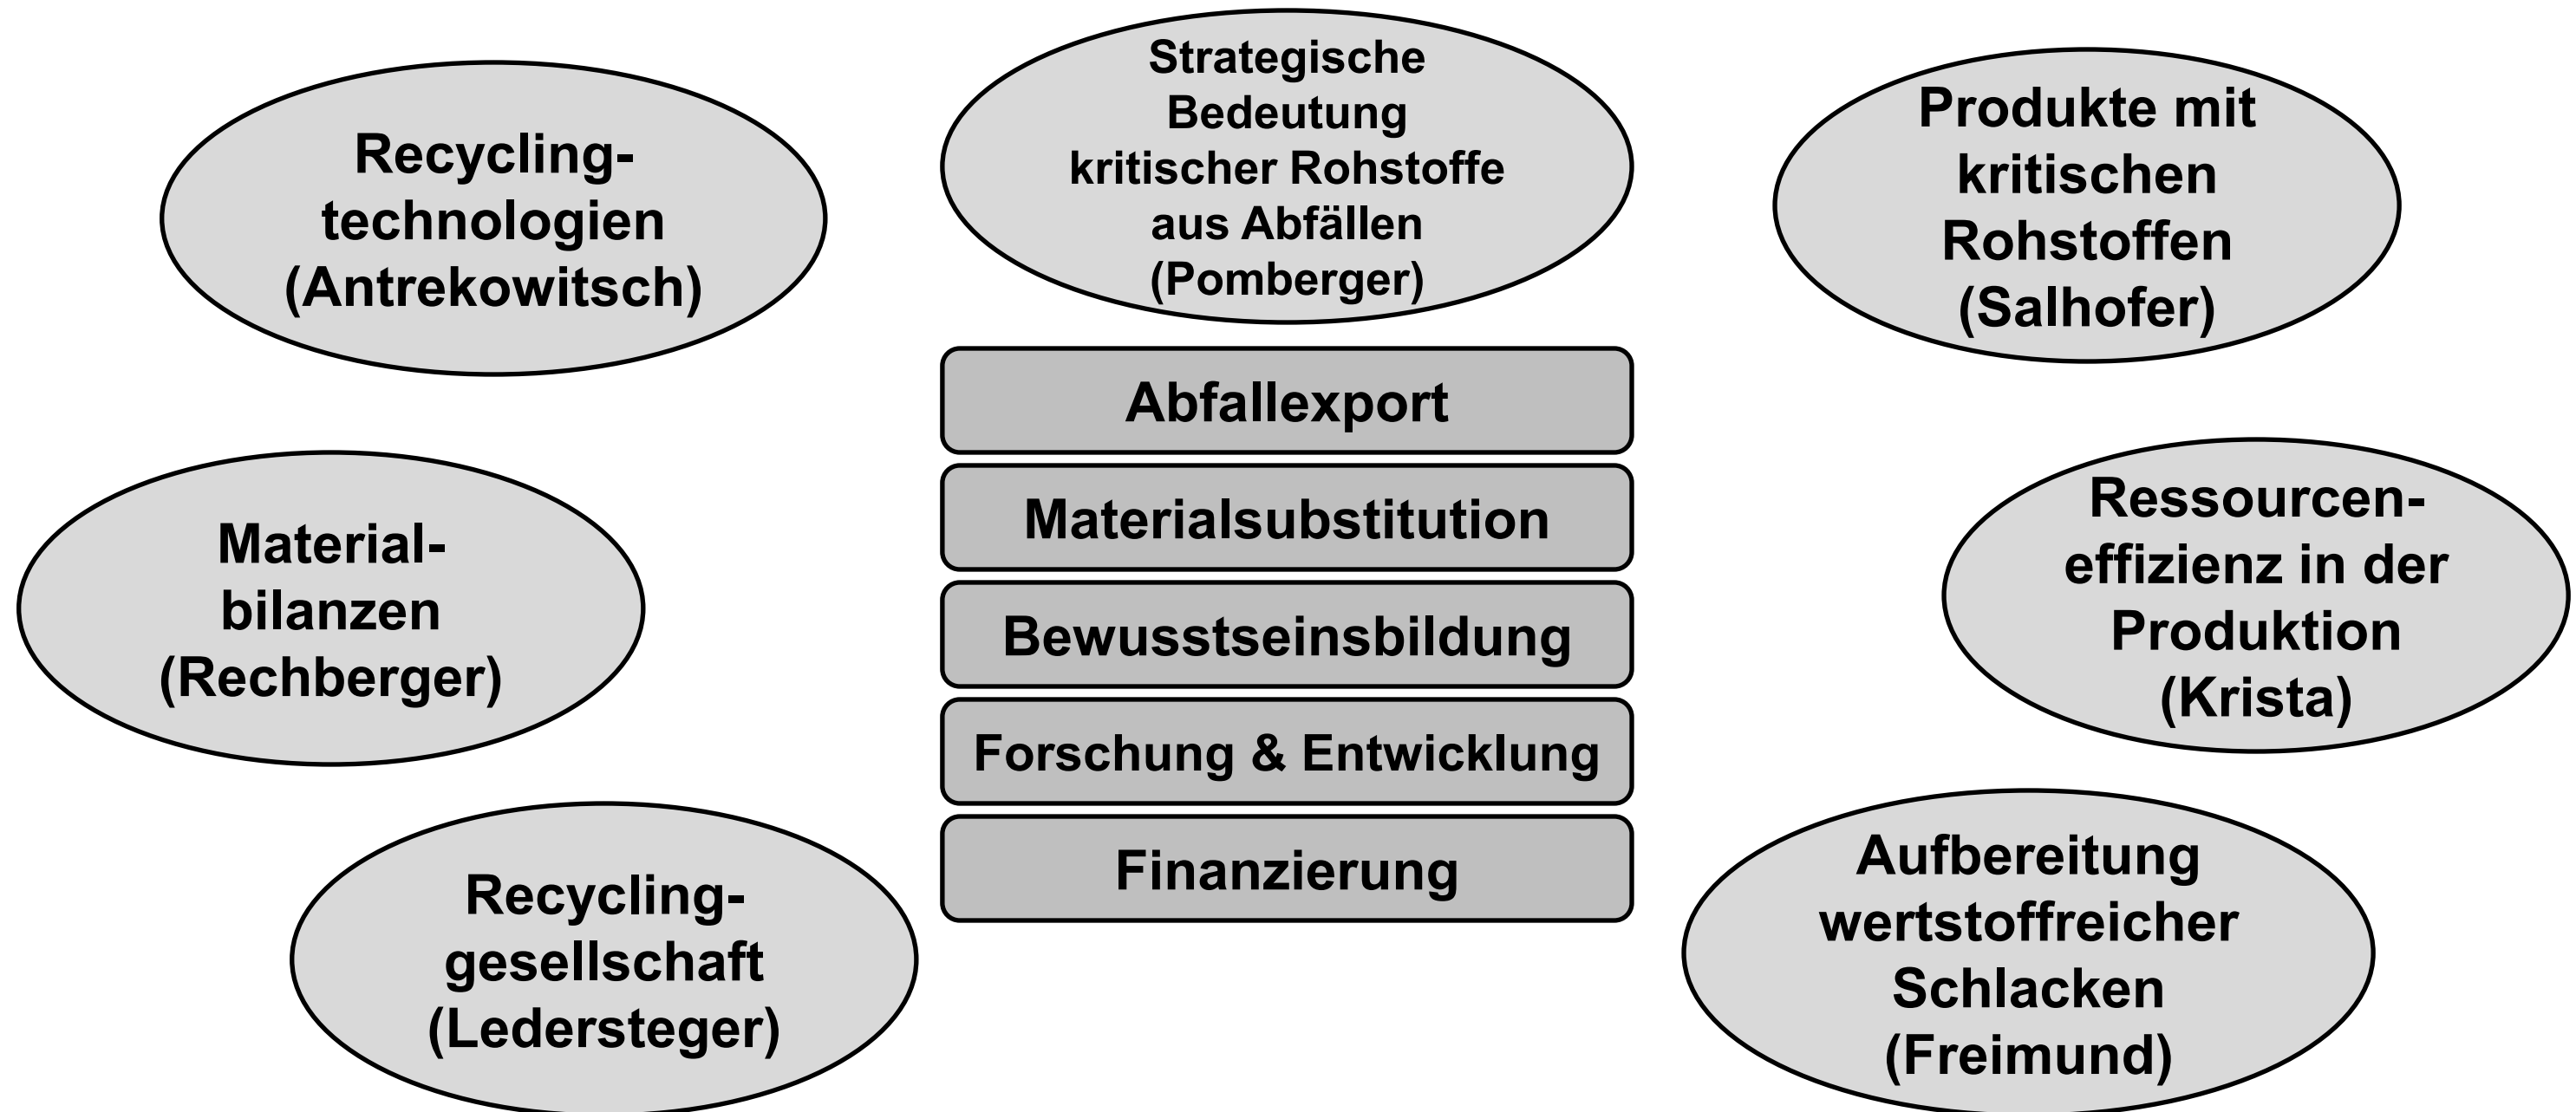 Strategische
Bedeutung
kritischer Rohstoffe
aus Abfällen
(Pomberger)
Recycling-
technologien
(Antrekowitsch)
Produkte mit
kritischen
Rohstoffen
(Salhofer)
Abfallexport
Materialsubstitution
Bewusstseinsbildung
Forschung & Entwicklung
Finanzierung
Material-
bilanzen
(Rechberger)
Ressourcen-
effizienz in der
Produktion
(Krista)
Recycling-
gesellschaft
(Ledersteger)
Aufbereitung
wertstoffreicher
Schlacken
(Freimund)